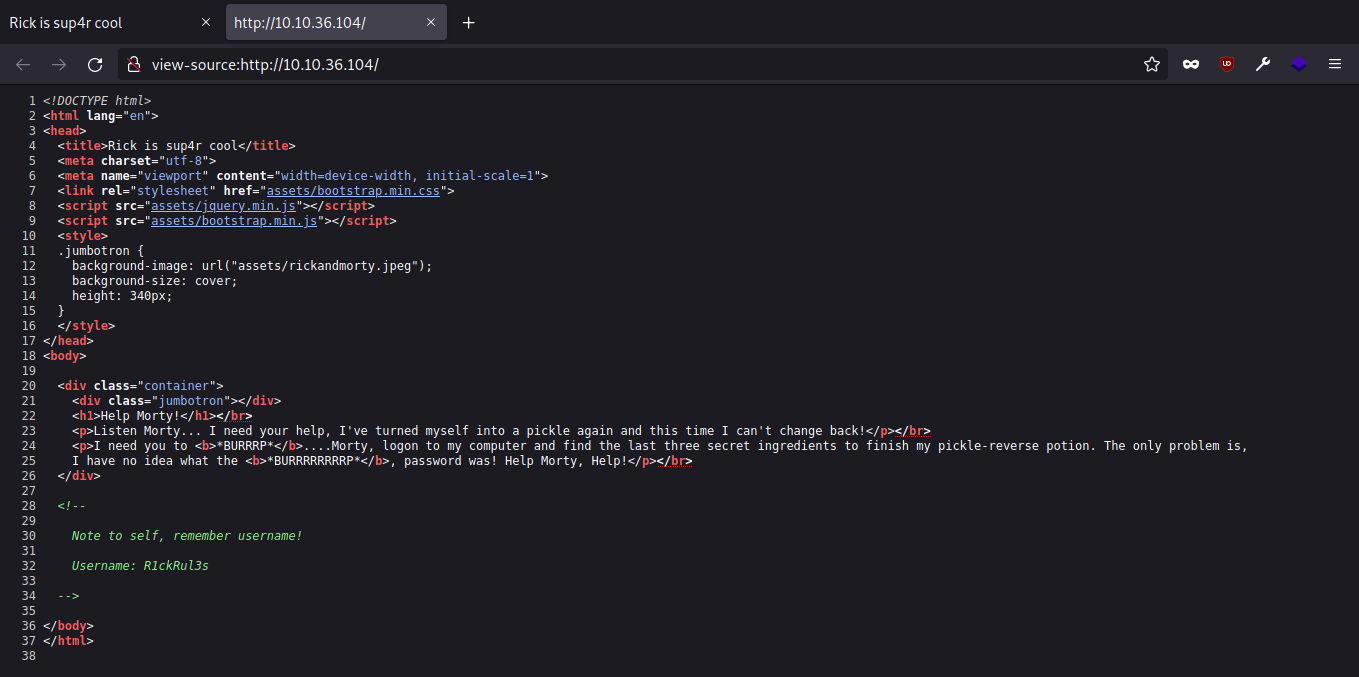 Rick is sup4r cool
http://10.10.36.104/
view-source:http://10.10.36.104/
1 <!DOCTYPE html>
2 <html lang="en">
3 <head>
4 <title>Rick is sup4r cool</title>
5 <meta charset="utf-8">
6 <meta name="viewport" content="width=device-width, initial-scale=1">
7 <link rel="stylesheet" href="assets/bootstrap.min.css">
8 <script src="assets/jquery.min.js"></script>
9 <script src="assets/bootstrap.min.js"></script>
10 <style>
11 .jumbotron {
12 background-image: url("assets/rickandmorty.jpeg");
13 background-size: cover;
14 height: 340px;
15 }
16 </style>
17 </head>
18 <body>
19
20 <div class="container">
21 <div class="jumbotron"></div>
22 <h1>Help Morty!</h1></br>
23 <p>Listen Morty... I need your help, I've turned myself into a pickle again and this time I can't change back!</p></br>
24 <p>I need you to <b>*BURRRP*</b>....Morty, logon to my computer and find the last three secret ingredients to finish my pickle-reverse potion. The only problem is,
25 I have no idea what the <b>*BURRRRRRRRP*</b>, password was! Help Morty, Help!</p></br>
26 </div>
27
28 <!--
29
30 Note to self, remember username!
31
32 Username: R1ckRul3s
33
34 -->
35
36 </body>
37 </html>
38